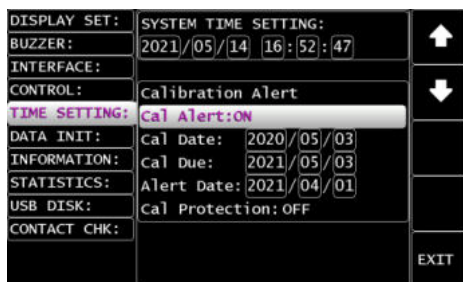 DISPLAY SET:
BUZZER:
INTERFACE:
CONTROL:
TIME SETTING:
DATA INIT:
INFORMATION:
STATISTICS:
USB DISK:
CONTACT CHK:
SYSTEM TIME SETTING:
2021/05/14 16:52:47
Calibration Alert
Cal Alert:ON
Cal Date: 2020/05/03
Cal Due: 2021/05/03
Alert Date: 2021/04/01
Cal Protection: OFF
EXIT